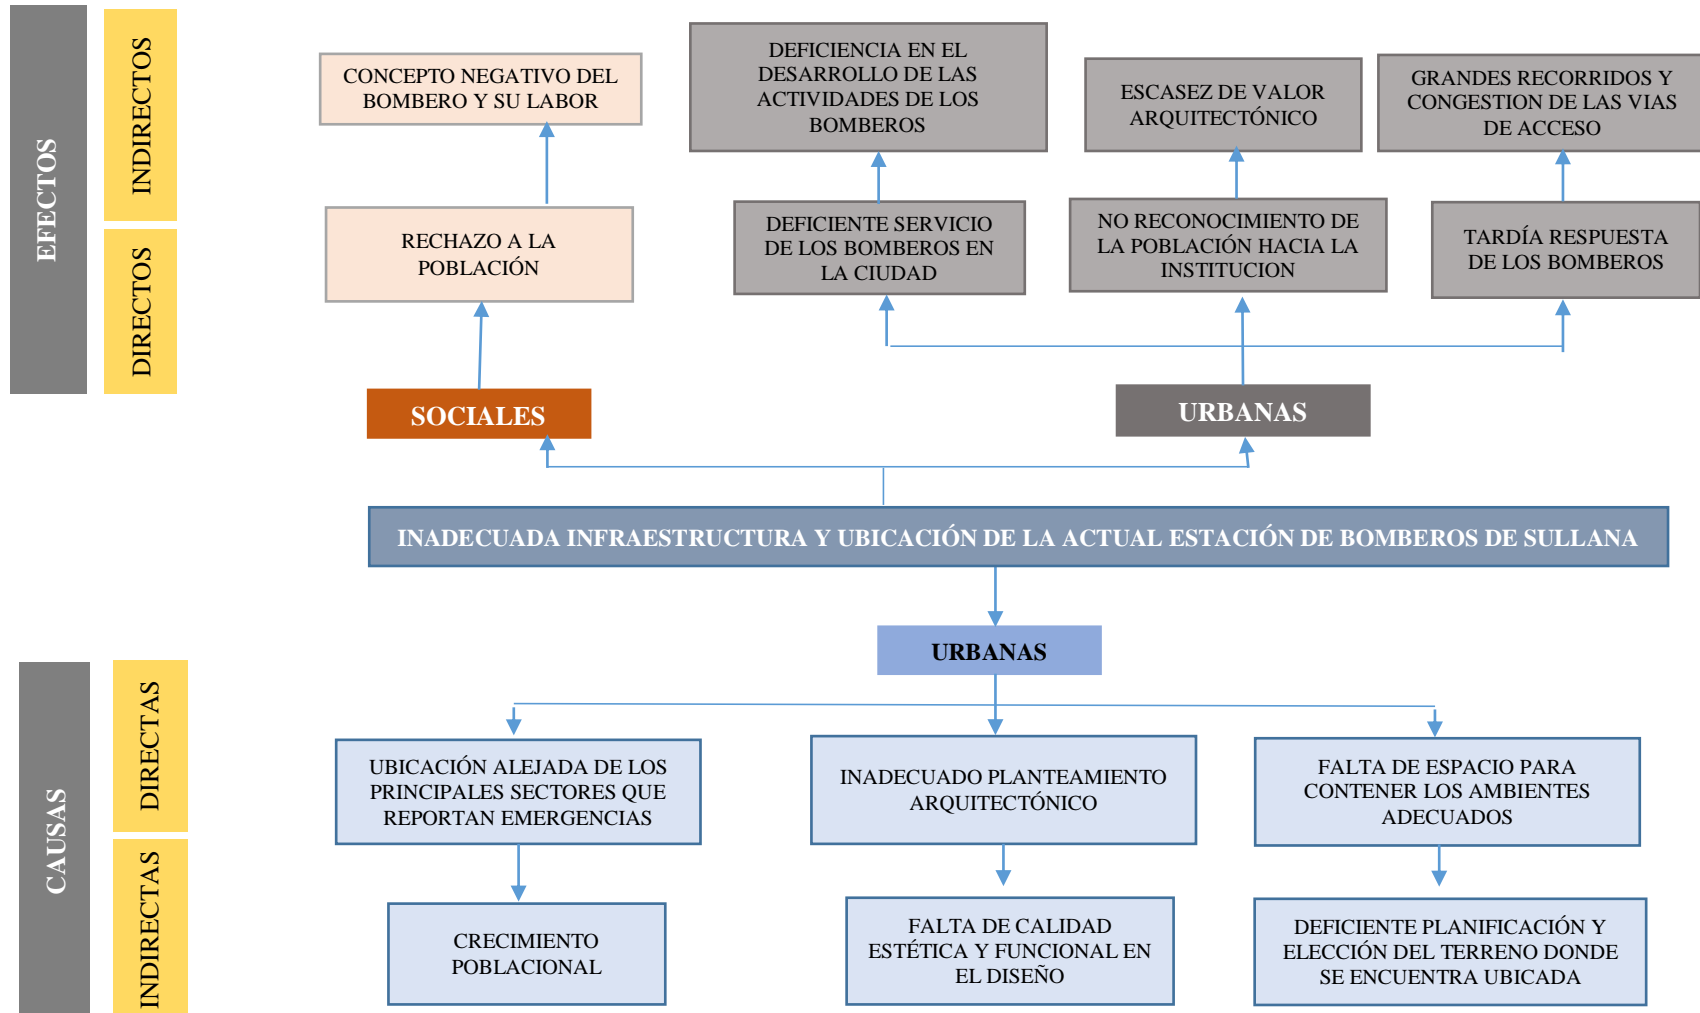 EFECTOS
INDIRECTOS
DIRECTOS
CONCEPTO NEGATIVO DEL
BOMBERO Y SU LABOR
DEFICIENCIA EN EL
DESARROLLO DE LAS
ACTIVIDADES DE LOS
BOMBEROS
ESCASEZ DE VALOR
ARQUITECTÓNICO
GRANDES RECORRIDOS Y
CONGESTION DE LAS VIAS
DE ACCESO
RECHAZO A LA
POBLACIÓN
DEFICIENTE SERVICIO
DE LOS BOMBEROS EN
LA CIUDAD
NO RECONOCIMIENTO DE
LA POBLACIÓN HACIA LA
INSTITUCION
TARDÍA RESPUESTA
DE LOS BOMBEROS
SOCIALES
URBANAS
INADECUADA INFRAESTRUCTURA Y UBICACIÓN DE LA ACTUAL ESTACIÓN DE BOMBEROS DE SULLANA
URBANAS
CAUSAS
DIRECTAS
INDIRECTAS
UBICACIÓN ALEJADA DE LOS
PRINCIPALES SECTORES QUE
REPORTAN EMERGENCIAS
INADECUADO PLANTEAMIENTO
ARQUITECTÓNICO
FALTA DE ESPACIO PARA
CONTENER LOS AMBIENTES
ADECUADOS
CRECIMIENTO
POBLACIONAL
FALTA DE CALIDAD
ESTÉTICA Y FUNCIONAL EN
EL DISEÑO
DEFICIENTE PLANIFICACIÓN Y
ELECCIÓN DEL TERRENO DONDE
SE ENCUENTRA UBICADA